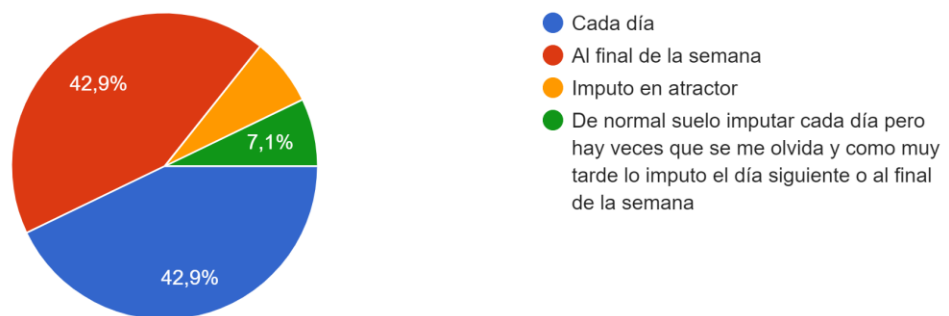 42,9%
7,1%
42,9%
Cada día
Al final de la semana
Imputo en atractor
De normal suelo imputar cada día pero
hay veces que se me olvida y como muy
tarde lo imputo el día siguiente o al final
de la semana